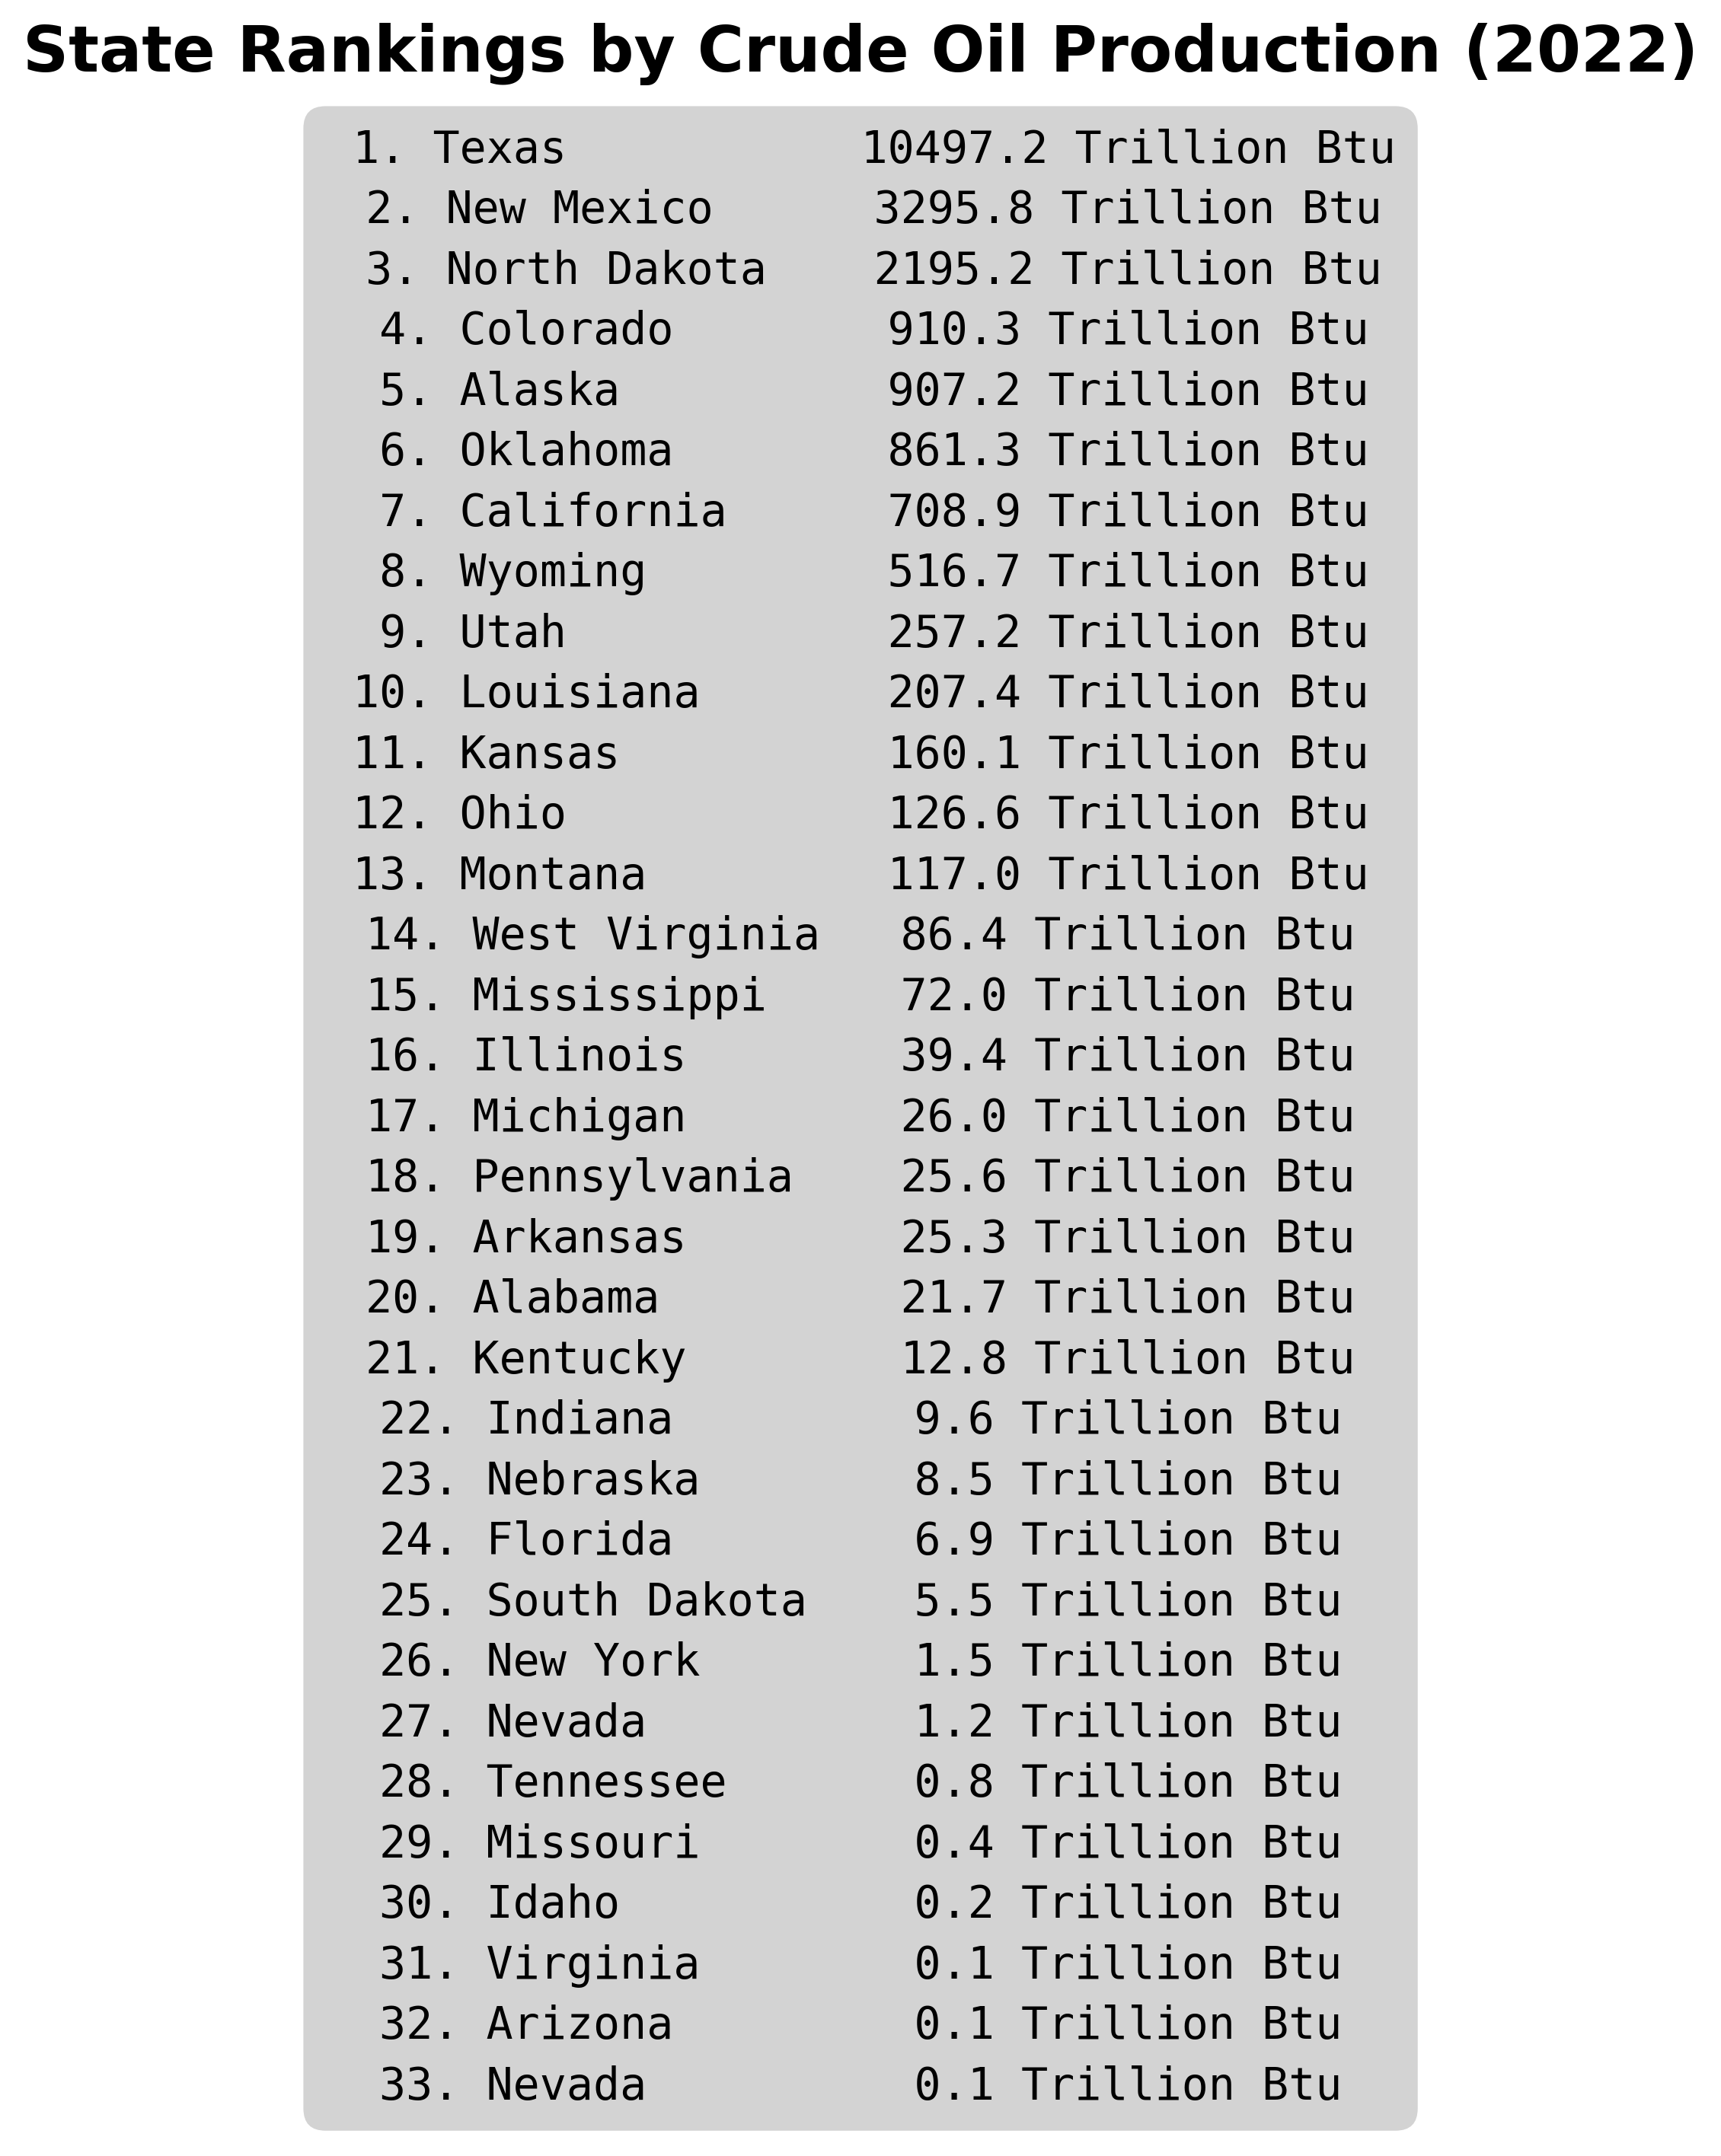 State Rankings by Crude Oil Production (2022)
1. Texas 10497.2 Trillion Btu
2. New Mexico 3295.8 Trillion Btu
3. North Dakota 2195.2 Trillion Btu
4. Colorado 910.3 Trillion Btu
5. Alaska 907.2 Trillion Btu
6. Oklahoma 861.3 Trillion Btu
7. California 708.9 Trillion Btu
8. Wyoming 516.7 Trillion Btu
9. Utah 257.2 Trillion Btu
10. Louisiana 207.4 Trillion Btu
11. Kansas 160.1 Trillion Btu
12. Ohio 126.6 Trillion Btu
13. Montana 117.0 Trillion Btu
14. West Virginia 86.4 Trillion Btu
15. Mississippi 72.0 Trillion Btu
16. Illinois 39.4 Trillion Btu
17. Michigan 26.0 Trillion Btu
18. Pennsylvania 25.6 Trillion Btu
19. Arkansas 25.3 Trillion Btu
20. Alabama 21.7 Trillion Btu
21. Kentucky 12.8 Trillion Btu
22. Indiana 9.6 Trillion Btu
23. Nebraska 8.5 Trillion Btu
24. Florida 6.9 Trillion Btu
25. South Dakota 5.5 Trillion Btu
26. New York 1.5 Trillion Btu
27. Nevada 1.2 Trillion Btu
28. Tennessee 0.8 Trillion Btu
29. Missouri 0.4 Trillion Btu
30. Idaho 0.2 Trillion Btu
31. Virginia 0.1 Trillion Btu
32. Arizona 0.1 Trillion Btu
33. Nevada 0.1 Trillion Btu